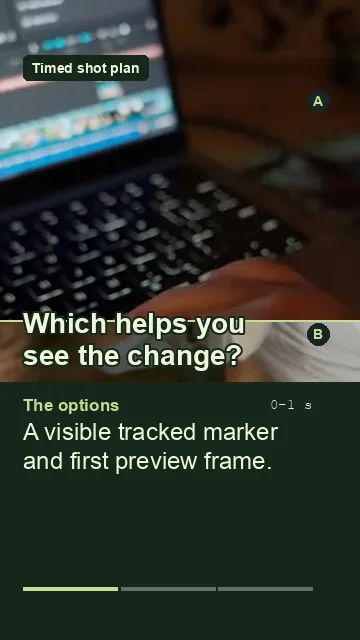 Timed shot plan
A
Which helps you
B
see the change?
The options
0–1 s
A visible tracked marker
and first preview frame.